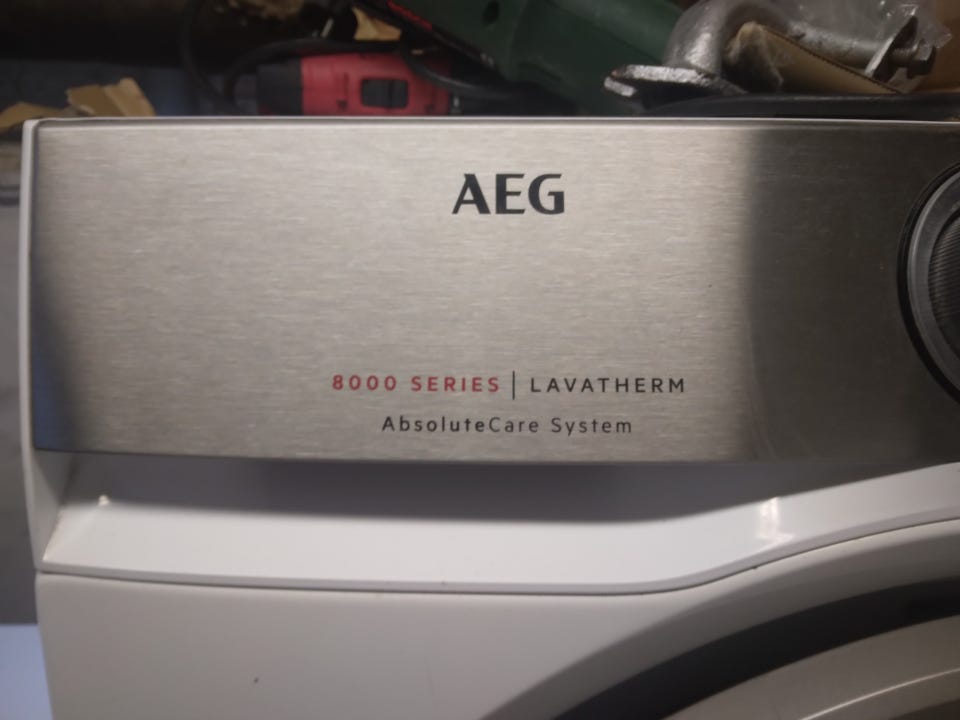 AEG
8000 SERIES | LAVATHERM
AbsoluteCare System